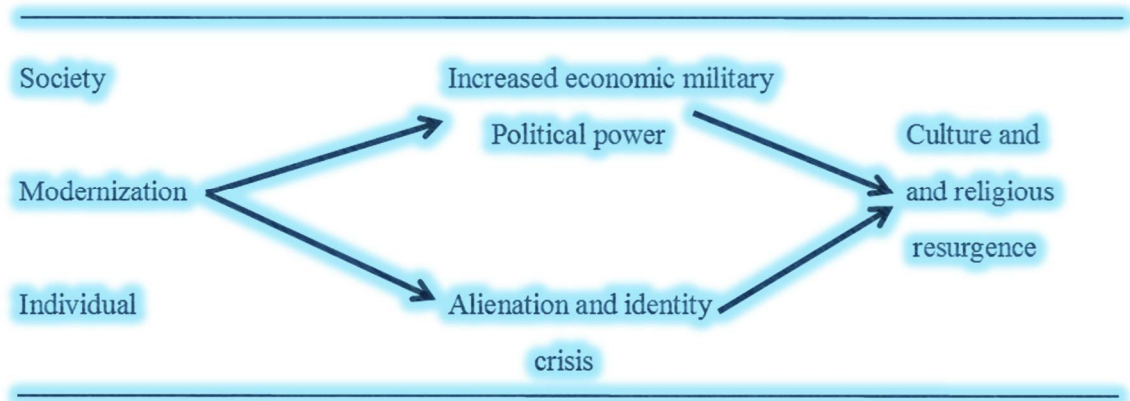 Society
Increased economic military
Political power
Culture and
Modernization
and religious
resurgence
Individual
Alienation and identity
crisis